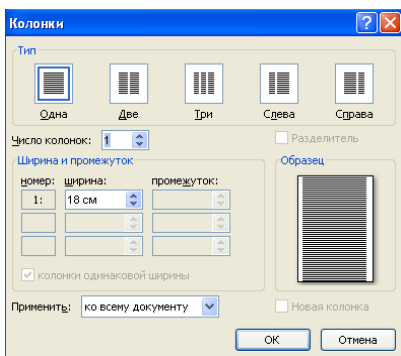 Колонки
Тип
Одна Две Три Слева Справа
Число колонок: 1 Разделитель
Ширина и промежуток Образец
номер: ширина: промежуток:
1: 18 см
колонки одинаковой ширины
Применить: ко всему документу Новая колонка
ОК Отмена